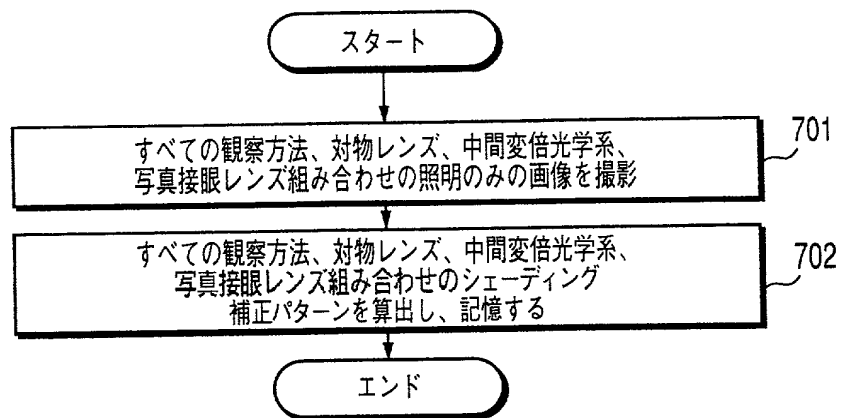 スタート
すべての観察方法、対物レンズ、中間変倍光学系、
写真接眼レンズ組み合わせの照明のみの画像を撮影
701
すべての観察方法、対物レンズ、中間変倍光学系、
写真接眼レンズ組み合わせのシェーディング
補正パターンを算出し、記憶する
702
エンド